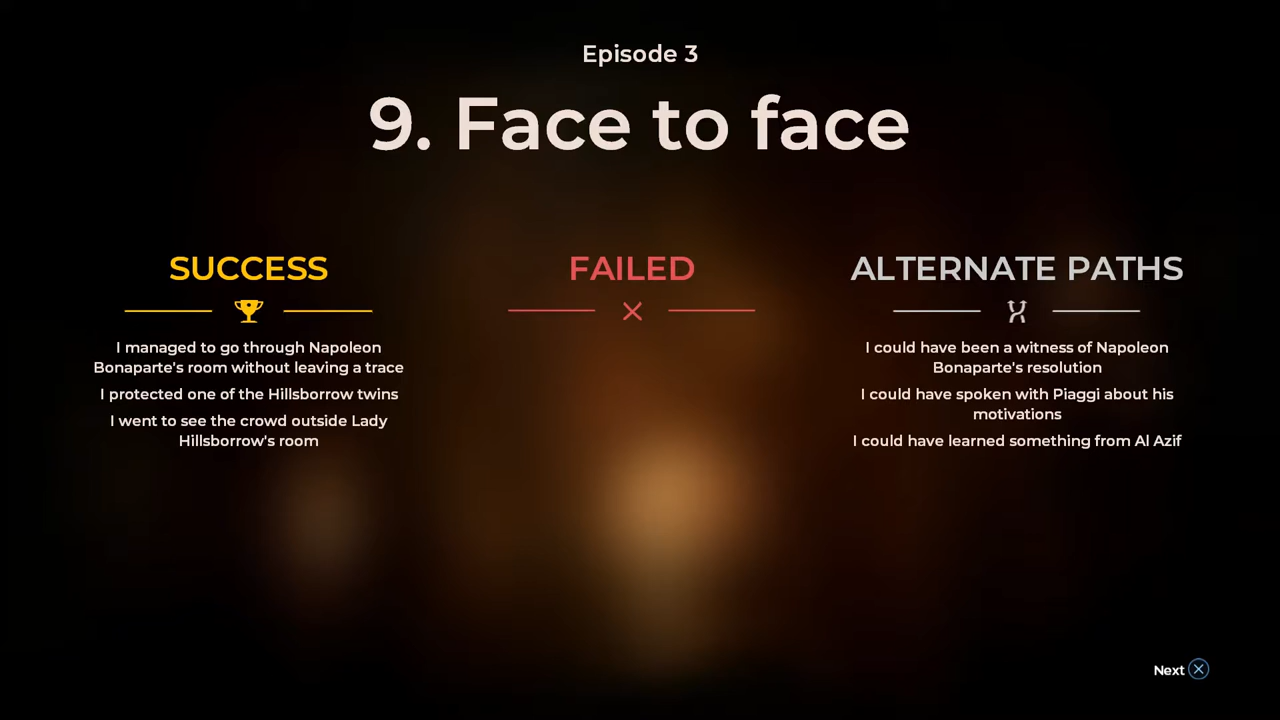 Episode 3
9. Face to face
SUCCESS
I managed to go through Napoleon
Bonaparte's room without leaving a trace
I protected one of the Hillsborrow twins
I went to see the crowd outside Lady
Hillsborrow's room
FAILED
ALTERNATE PATHS
I could have been a witness of Napoleon
Bonaparte's resolution
I could have spoken with Piaggi about his
motivations
I could have learned something from Al Azif
Next